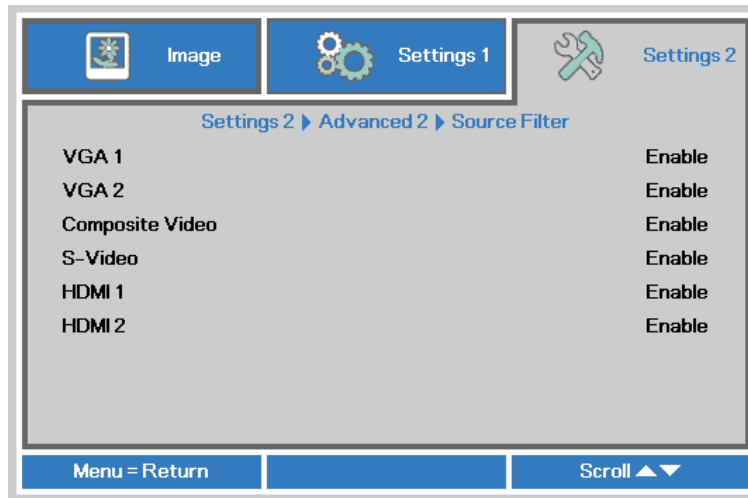 Image Settings 1 Settings 2
Settings 2 ▶ Advanced 2 ▶ Source Filter
VGA 1 Enable
VGA 2 Enable
Composite Video Enable
S-Video Enable
HDMI 1 Enable
HDMI 2 Enable
Menu = Return Scroll ▲▼